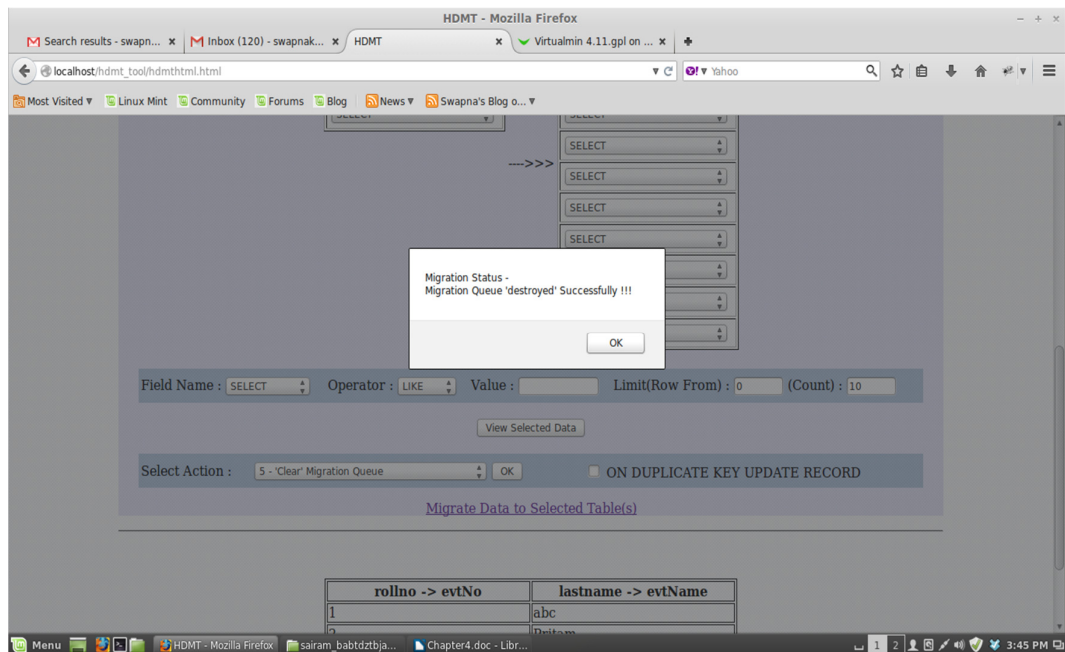 HDMT - Mozilla Firefox
Search results - swapn...
Inbox (120) - swapnak...
HDMT
Virtualmin 4.11.gpl on ...
localhost/hdmt_tool/hdmthtml.html
Yahoo
Most Visited
Linux Mint
Community
Forums
Blog
News
Swapna's Blog o...
SELECT
SELECT
SELECT
---->>>
SELECT
SELECT
SELECT
Migration Status -
Migration Queue 'destroyed' Successfully !!!
OK
Field Name : SELECT Operator : LIKE Value : Limit(Row From) : 0 (Count) : 10
View Selected Data
Select Action : 5 - 'Clear' Migration Queue OK ON DUPLICATE KEY UPDATE RECORD
Migrate Data to Selected Table(s)
rollno -> evtNo lastname -> evtName
1 abc
2 Pritam
Menu
HDMT - Mozilla Firefox
sairam_babtdztbja...
Chapter4.doc - Libr...
1 2
3:45 PM